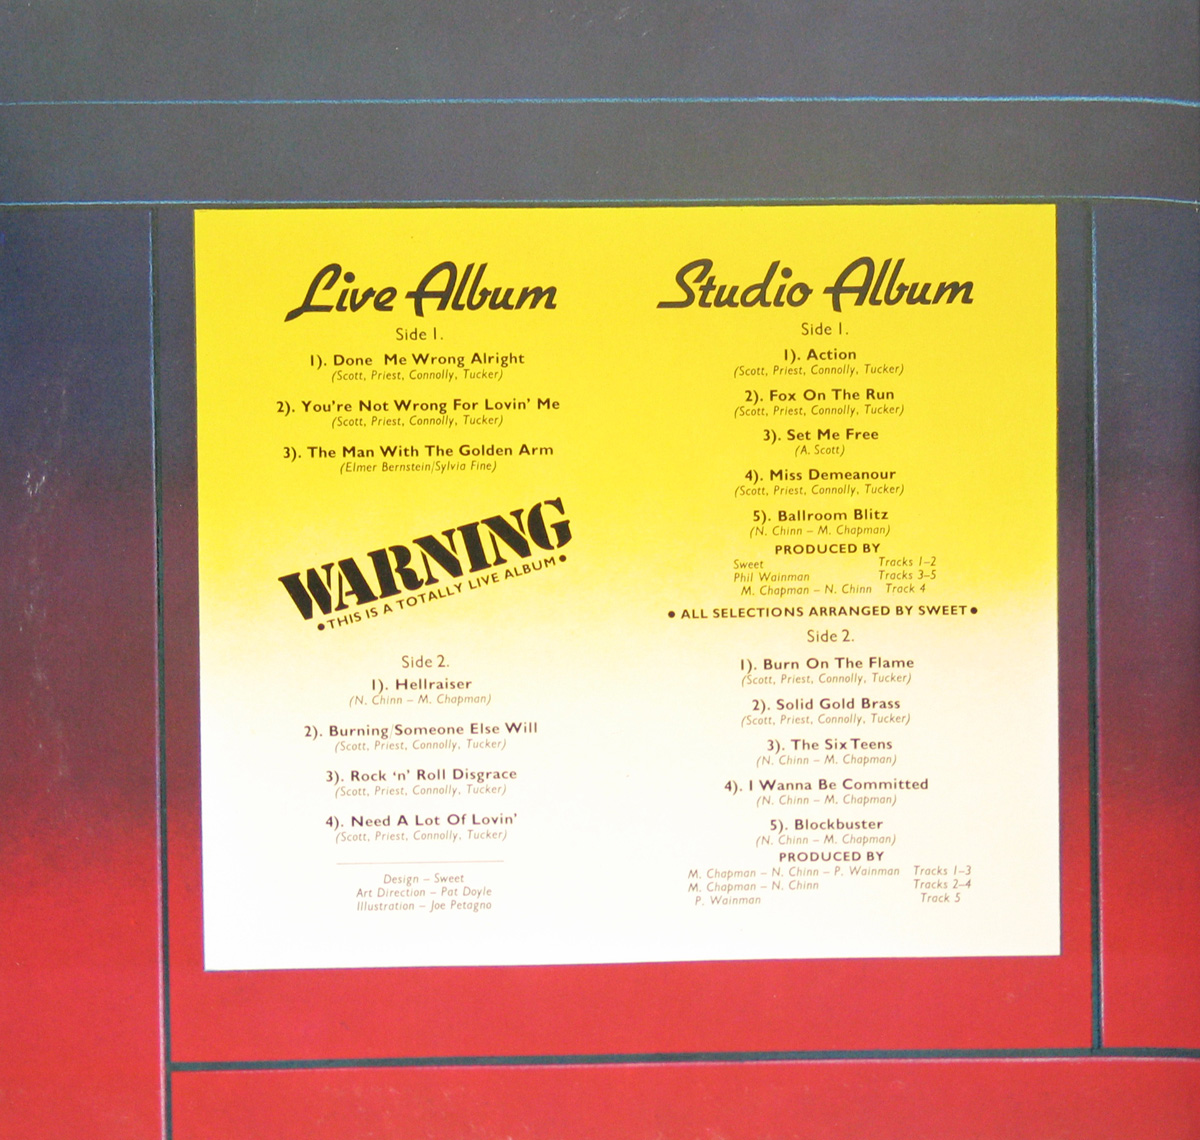 Live Album
Side 1.
1). Done Me Wrong Alright
(Scott, Priest, Connolly, Tucker)
2). You're Not Wrong For Lovin' Me
(Scott, Priest, Connolly, Tucker)
3). The Man With The Golden Arm
(Elmer Bernstein/Sylvia Fine)
WARNING
• THIS IS A TOTALLY LIVE ALBUM •
Side 2.
1). Hellraiser
(N. Chinn – M. Chapman)
2). Burning/Someone Else Will
(Scott, Priest, Connolly, Tucker)
3). Rock 'n' Roll Disgrace
(Scott, Priest, Connolly, Tucker)
4). Need A Lot Of Lovin'
(Scott, Priest, Connolly, Tucker)
Design – Sweet
Art Direction – Pat Doyle
Illustration – Joe Petagno
Studio Album
Side 1.
1). Action
(Scott, Priest, Connolly, Tucker)
2). Fox On The Run
(Scott, Priest, Connolly, Tucker)
3). Set Me Free
(A. Scott)
4). Miss Demeanour
(Scott, Priest, Connolly, Tucker)
5). Ballroom Blitz
(N. Chinn – M. Chapman)
PRODUCED BY
Sweet Tracks 1–2
Phil Wainman Tracks 3–5
M. Chapman – N. Chinn Track 4
• ALL SELECTIONS ARRANGED BY SWEET •
Side 2.
1). Burn On The Flame
(Scott, Priest, Connolly, Tucker)
2). Solid Gold Brass
(Scott, Priest, Connolly, Tucker)
3). The Six Teens
(N. Chinn – M. Chapman)
4). I Wanna Be Committed
(N. Chinn – M. Chapman)
5). Blockbuster
(N. Chinn – M. Chapman)
PRODUCED BY
M. Chapman – N. Chinn – P. Wainman Tracks 1–3
M. Chapman – N. Chinn Tracks 2–4
P. Wainman Track 5